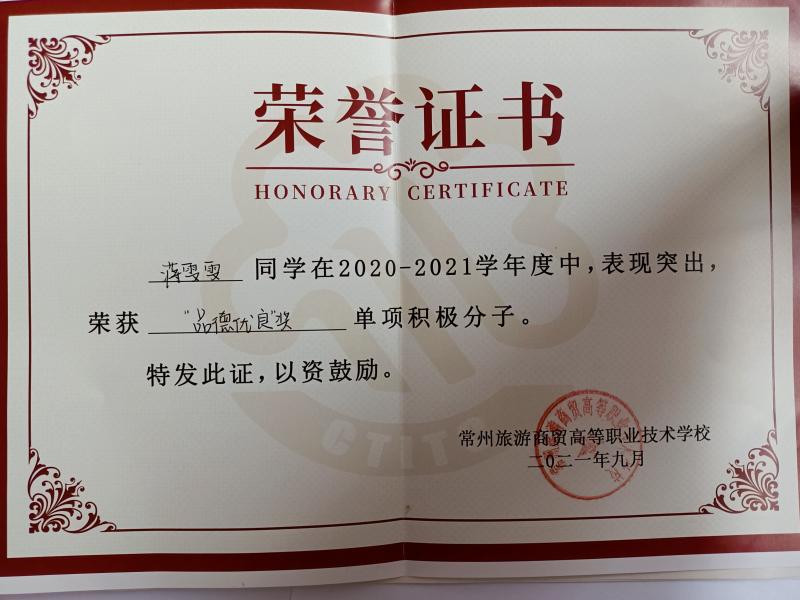 荣誉证书
HONORARY CERTIFICATE
蒋雯雯 同学在2020-2021学年度中，表现突出，
荣获 “品德优良”奖 单项积极分子。
特发此证，以资鼓励。
CTITC
常州旅游商贸高等职业技术学校
二〇二一年九月